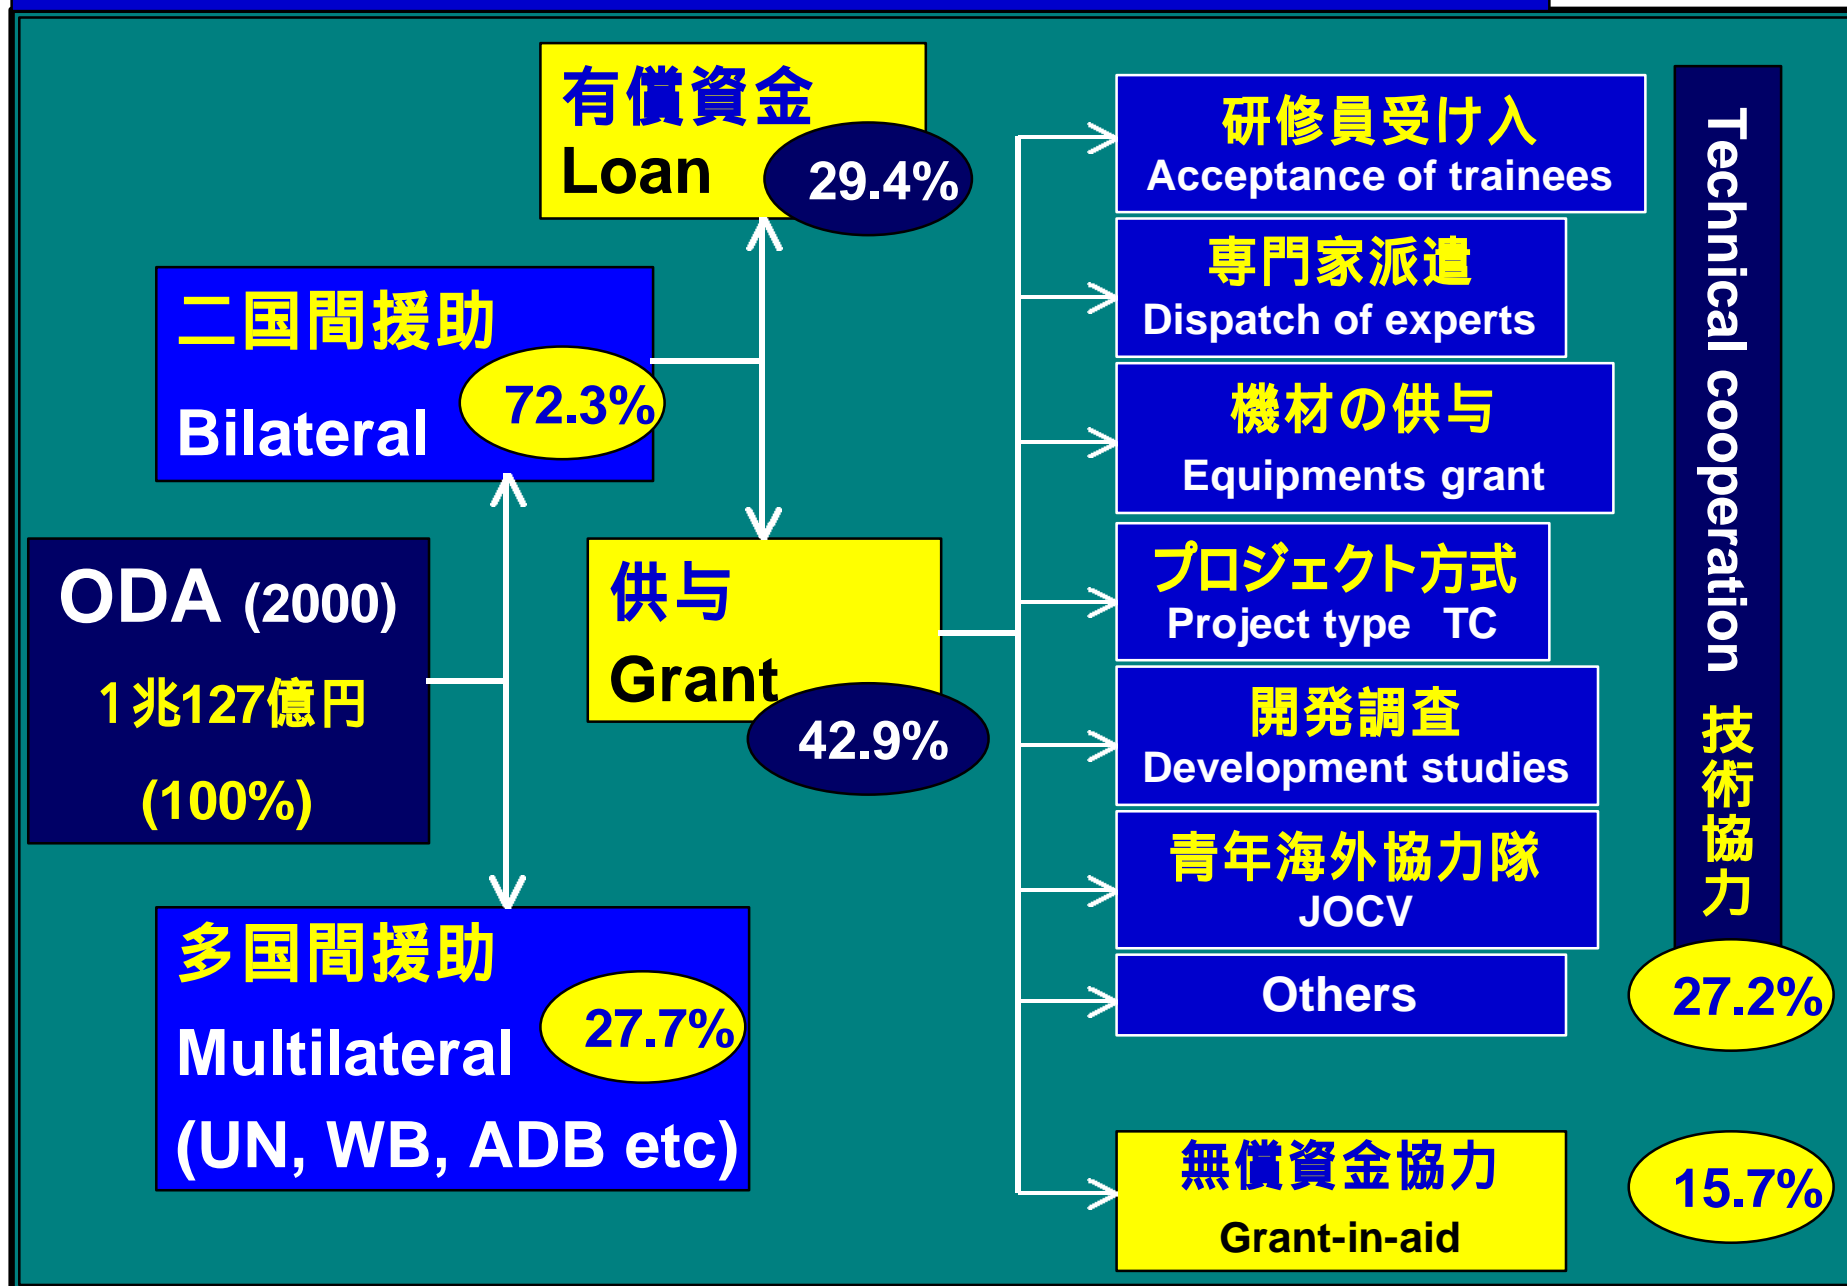 有償資金
Loan
29.4%
二国間援助
Bilateral
72.3%
ODA (2000)
1兆127億円
(100%)
供与
Grant
42.9%
多国間援助
Multilateral
27.7%
(UN, WB, ADB etc)
研修員受け入
Acceptance of trainees
専門家派遣
Dispatch of experts
機材の供与
Equipments grant
プロジェクト方式
Project type TC
開発調査
Development studies
青年海外協力隊
JOCV
Others
Technical cooperation 技術協力
27.2%
無償資金協力
Grant-in-aid
15.7%